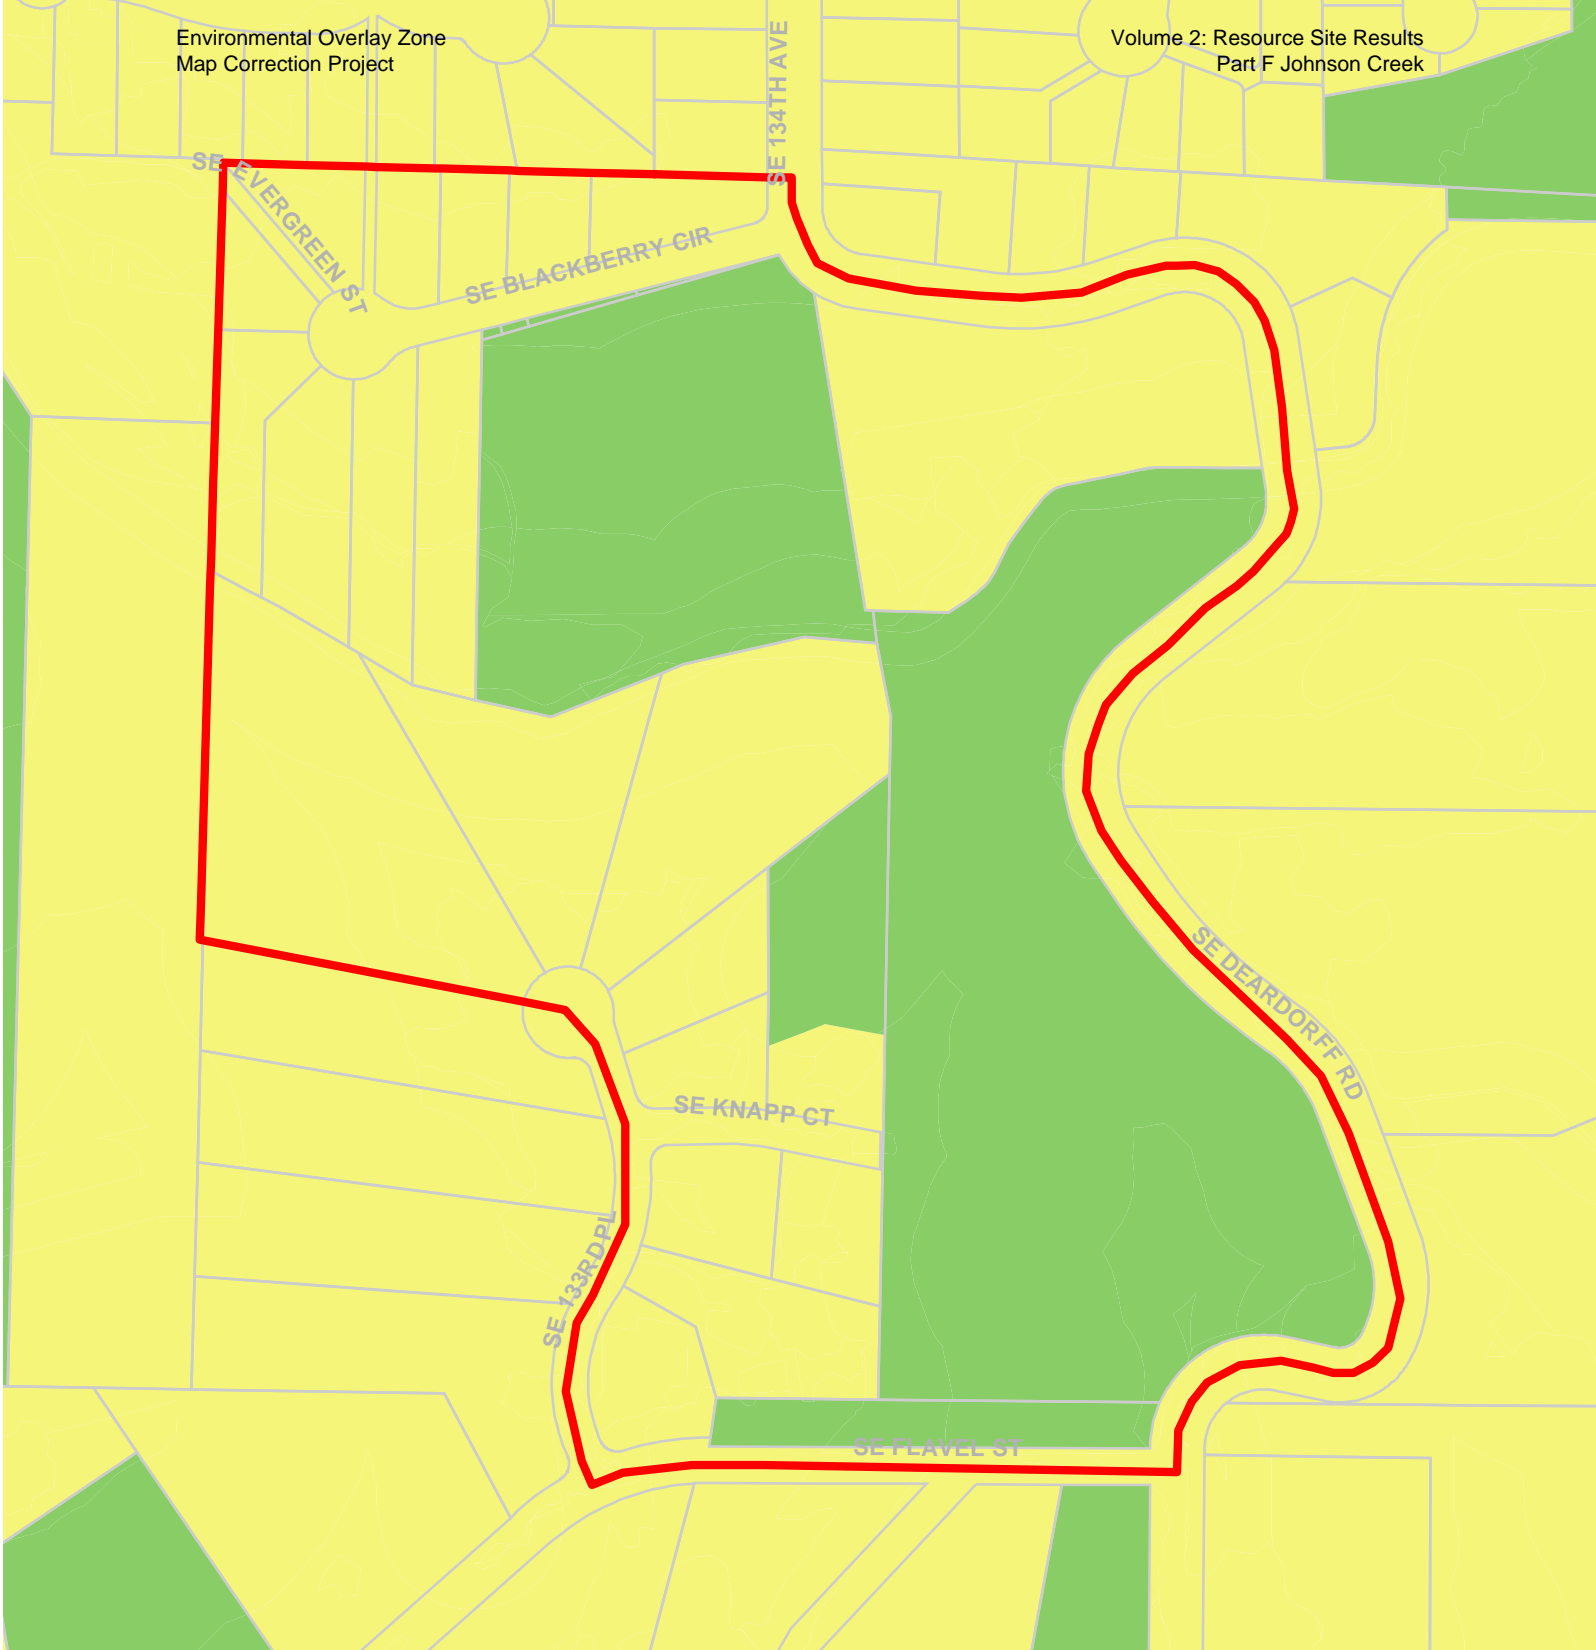 Environmental Overlay Zone
Map Correction Project
Volume 2: Resource Site Results
Part F Johnson Creek
SE 134TH AVE
SE EVERGREEN ST
SE BLACKBERRY CIR
SE DEARDORFF RD
SE KNAPP CT
SE 133RD PL
SE FLAVEL ST